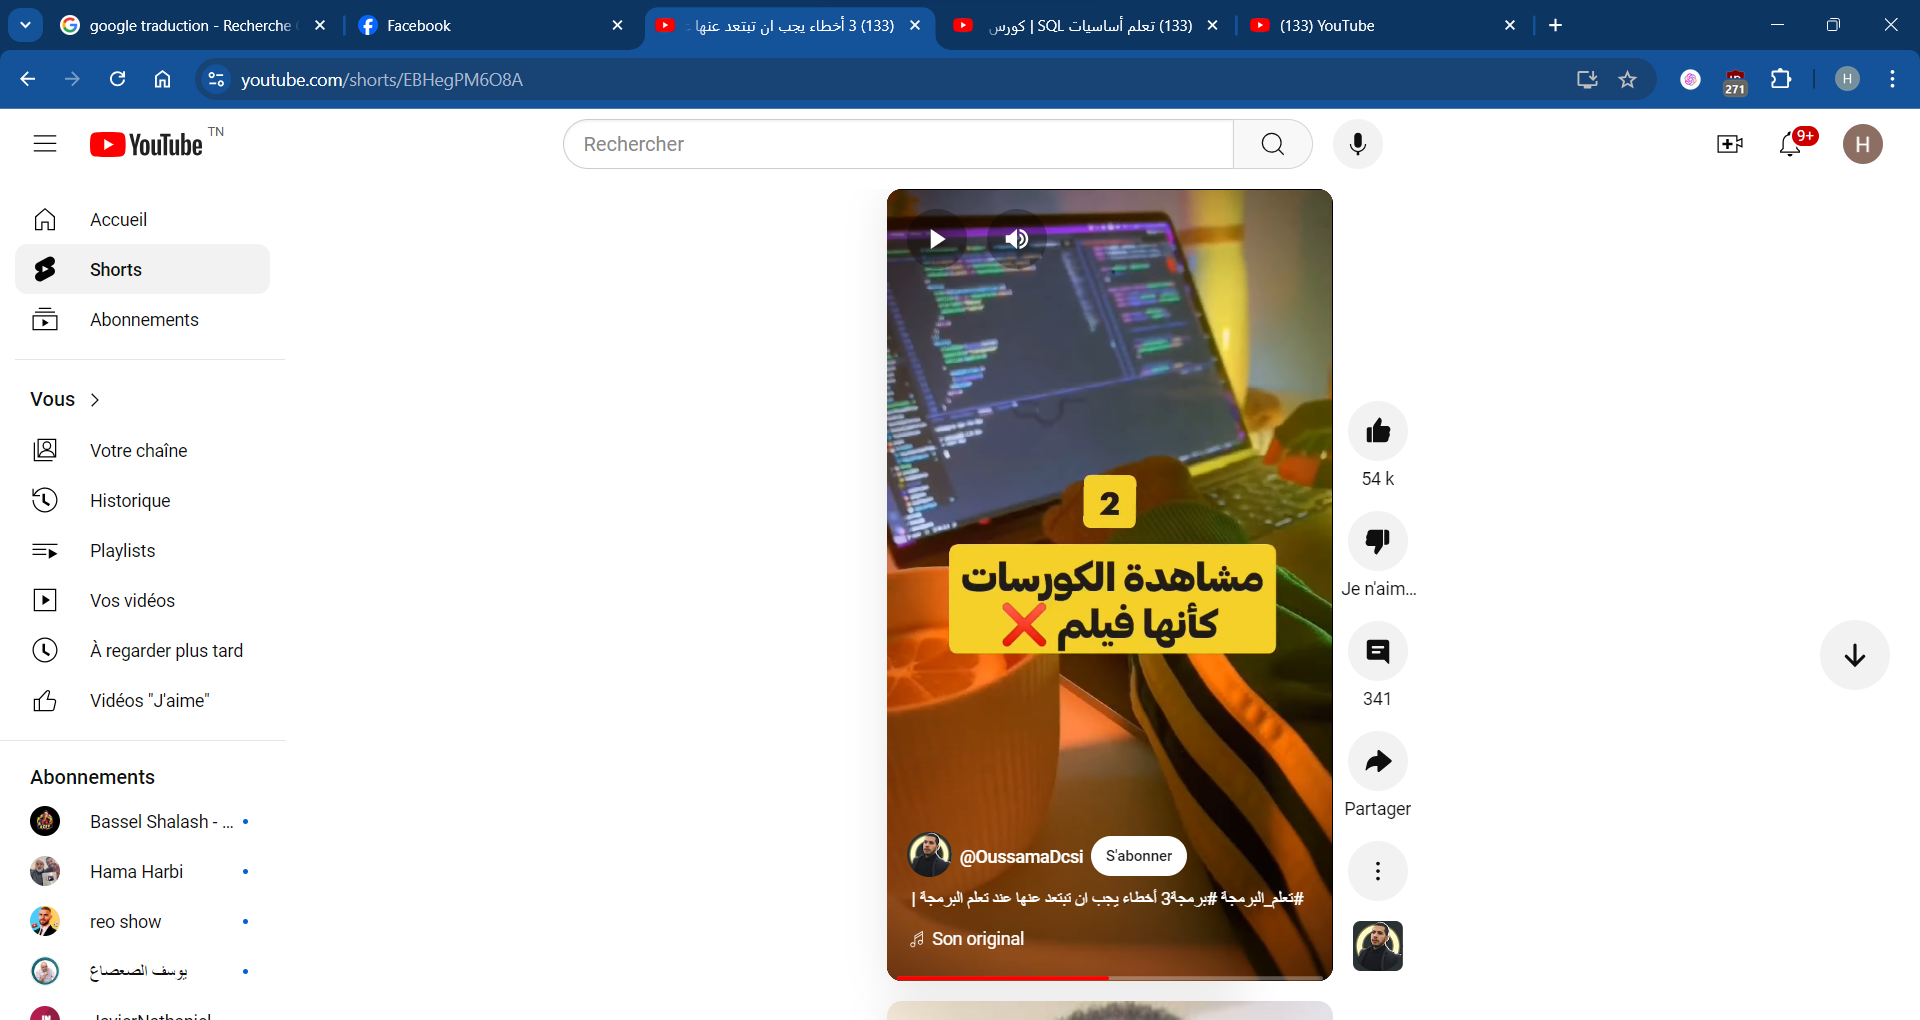 google traduction - Recherche
Facebook
(133) 3 أخطاء يجب ان تبتعد عنها
(133) تعلم أساسيات SQL | كورس
(133) YouTube
youtube.com/shorts/EBHegPM6O8A
271
H
YouTube TN
Rechercher
9+
H
Accueil
Shorts
Abonnements
Vous
Votre chaîne
Historique
Playlists
Vos vidéos
À regarder plus tard
Vidéos "J'aime"
Abonnements
Bassel Shalash - ...
Hama Harbi
reo show
يوسف الصعصاع
JavierNathaniel
2
مشاهدة الكورسات
كأنها فيلم ❌
@OussamaDcsi
S'abonner
#تعلم_البرمجة #برمجة3 أخطاء يجب ان تبتعد عنها عند تعلم البرمجة |
Son original
54 k
Je n'aim...
341
Partager